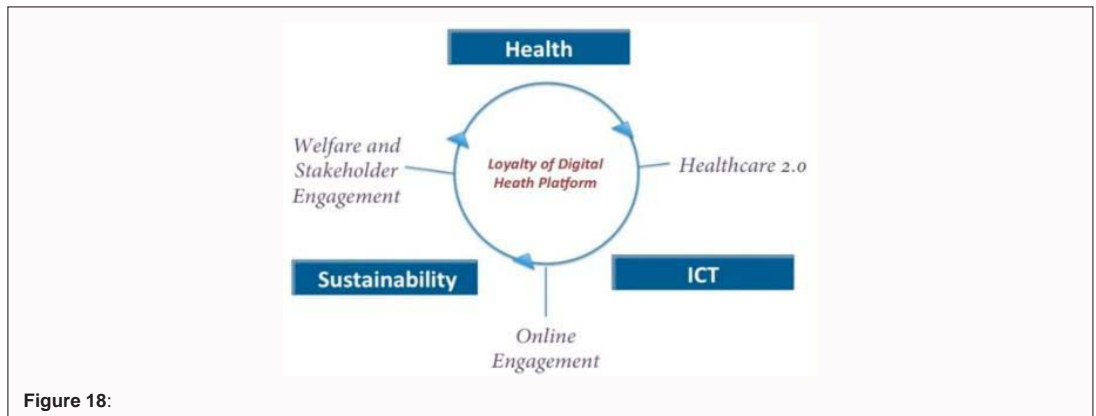 Health
Welfare and
Stakeholder
Engagement
Loyalty of Digital
Heath Platform
Healthcare 2.0
Sustainability
ICT
Online
Engagement
Figure 18: